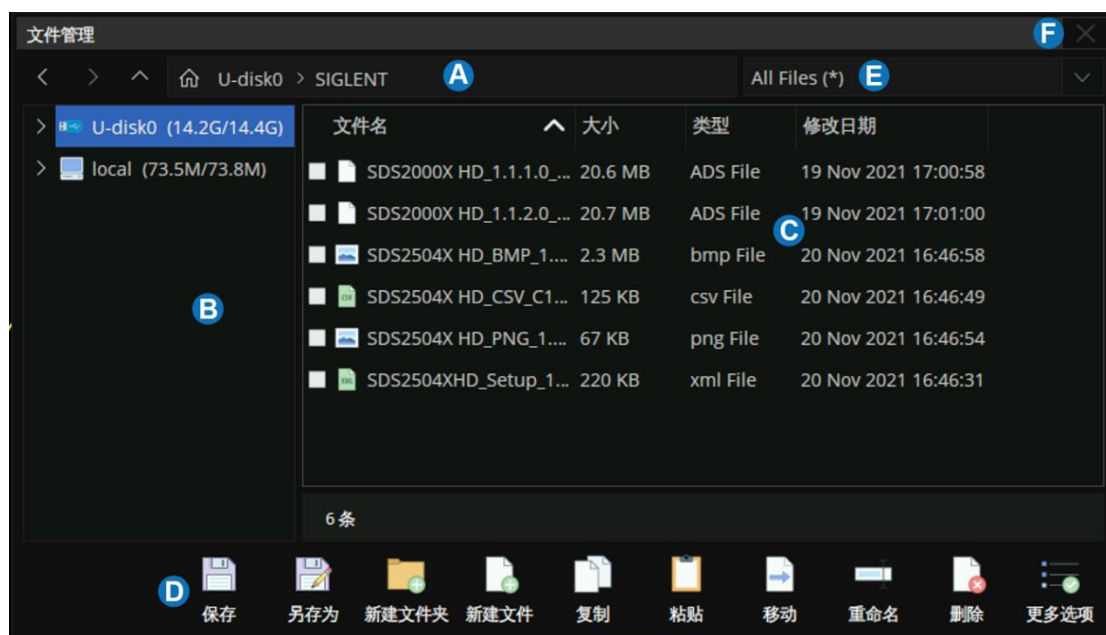 文件管理
F
U-disk0 > SIGLENT
A
All Files (*)
E
U-disk0 (14.2G/14.4G)
local (73.5M/73.8M)
B
文件名 大小 类型 修改日期
SDS2000X HD_1.1.1.0_... 20.6 MB ADS File 19 Nov 2021 17:00:58
SDS2000X HD_1.1.2.0_... 20.7 MB ADS File 19 Nov 2021 17:01:00
C
SDS2504X HD_BMP_1.... 2.3 MB bmp File 20 Nov 2021 16:46:58
SDS2504X HD_CSV_C1... 125 KB csv File 20 Nov 2021 16:46:49
SDS2504X HD_PNG_1.... 67 KB png File 20 Nov 2021 16:46:54
SDS2504XHD_Setup_1... 220 KB xml File 20 Nov 2021 16:46:31
6 条
D
保存 另存为 新建文件夹 新建文件 复制 粘贴 移动 重命名 删除 更多选项